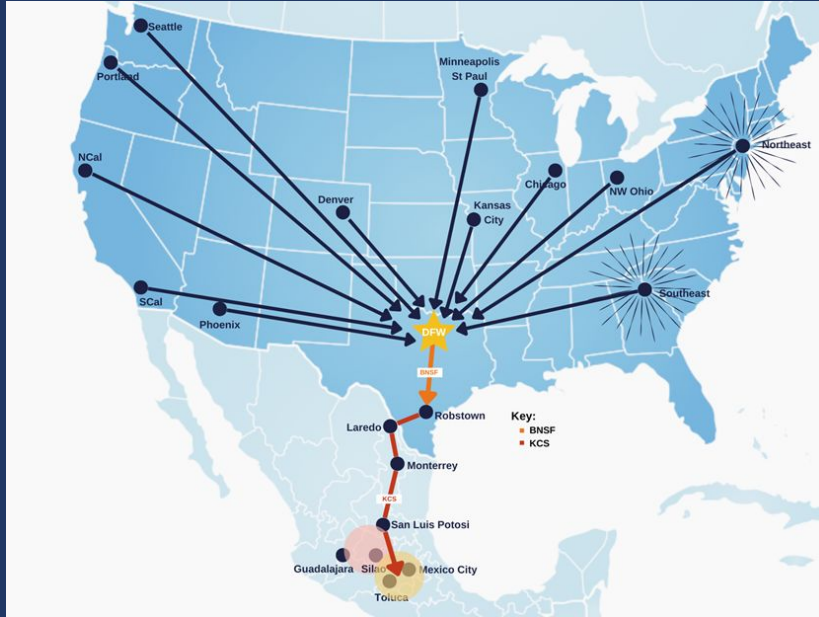 Seattle
Minneapolis
St Paul
Portland
Northeast
NCal
Chicago
NW Ohio
Denver
Kansas
City
SCal
Southeast
Phoenix
DFW
BNSF
Robstown
Key:
BNSF
KCS
Laredo
Monterrey
KCS
San Luis Potosi
Guadalajara
Silao
Mexico City
Toluca